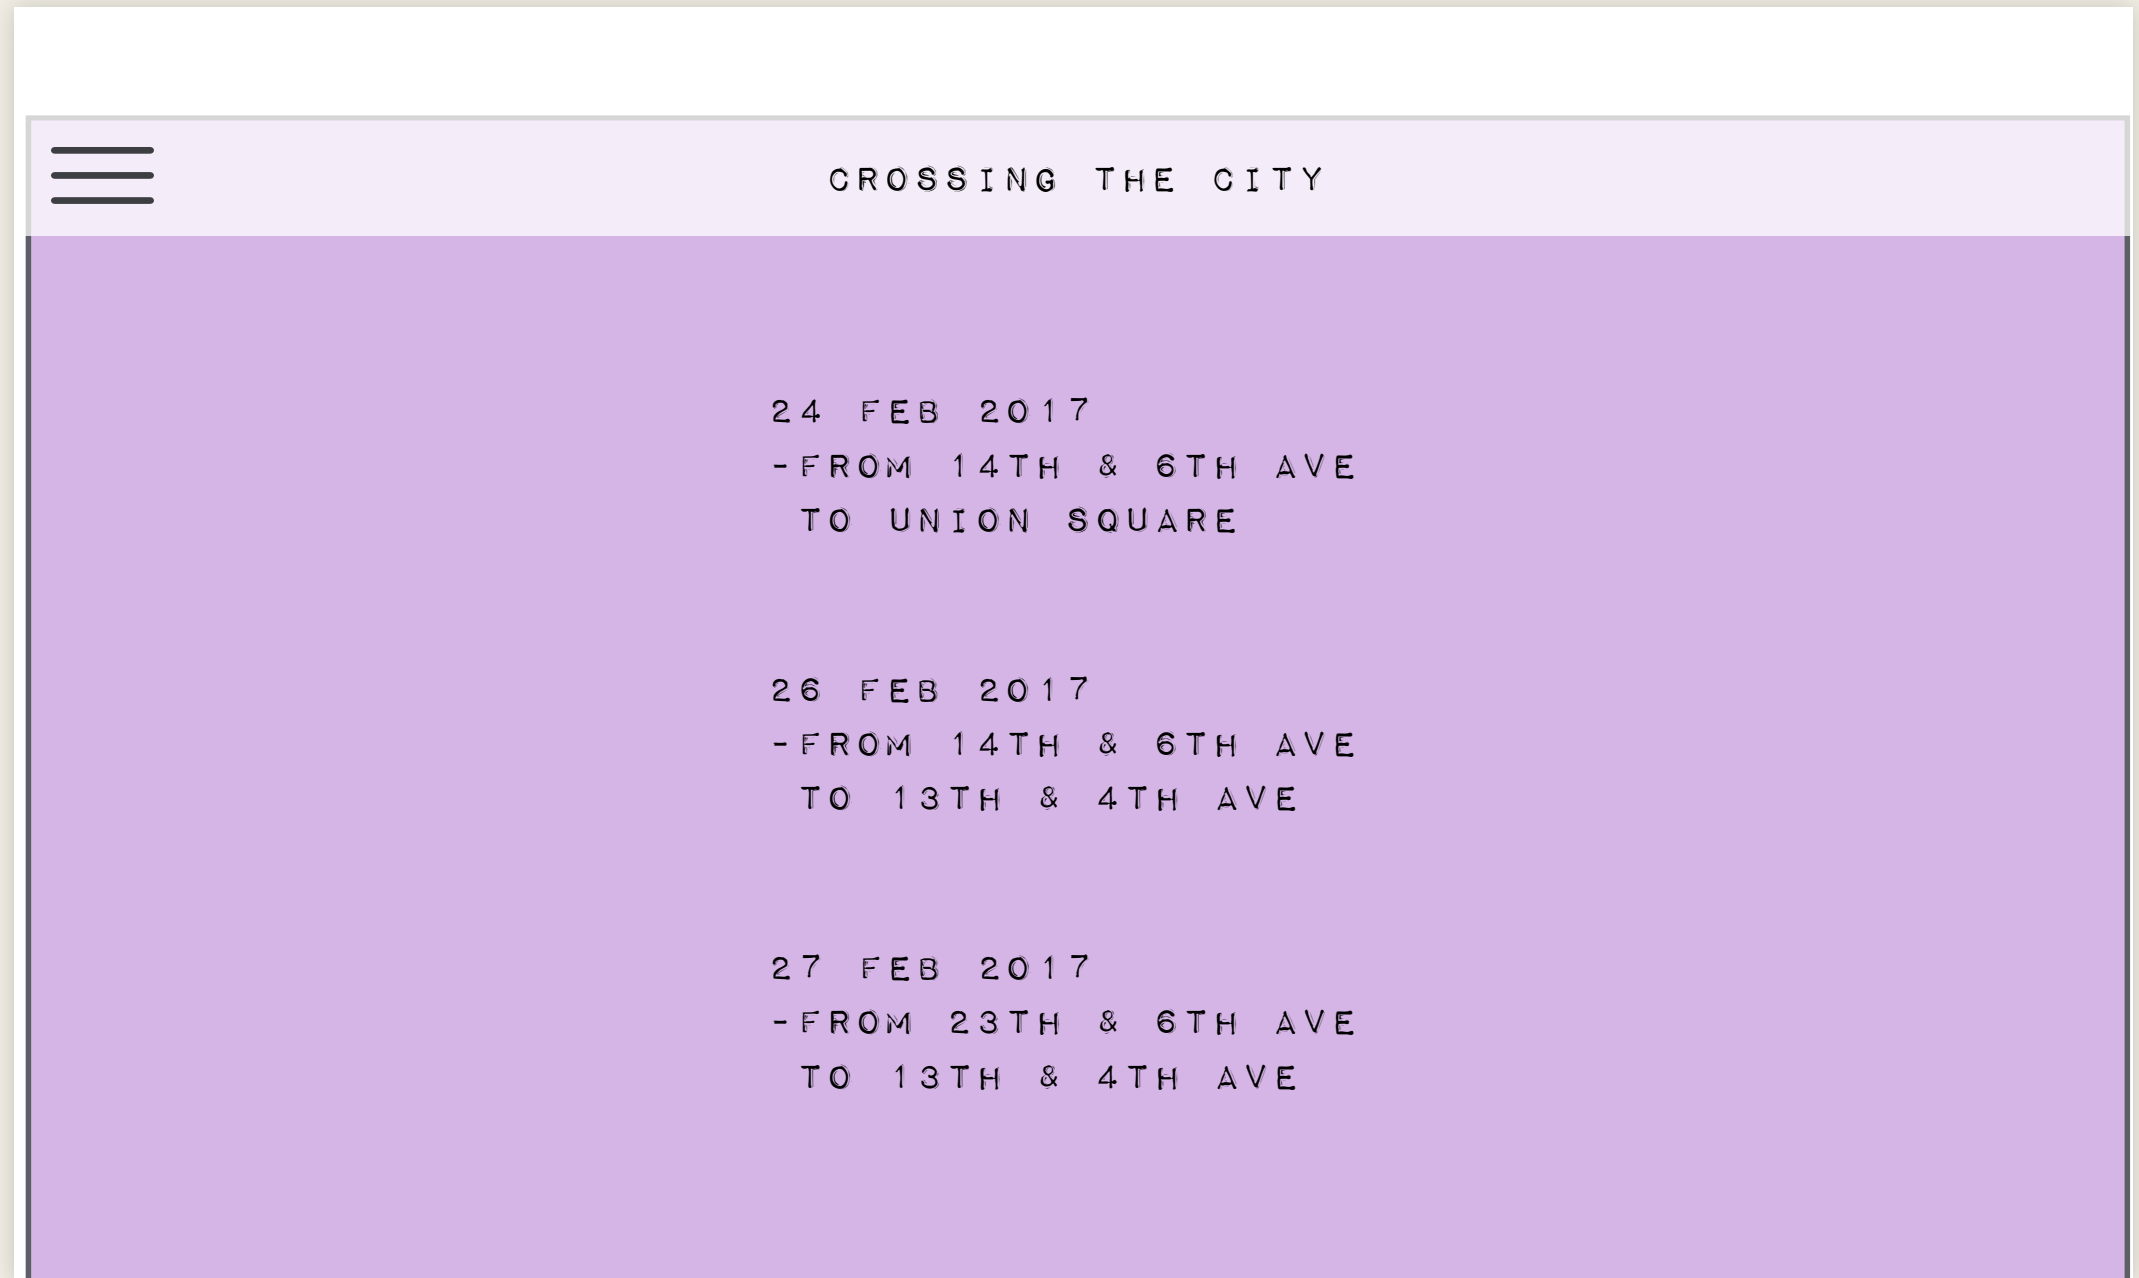 CROSSING THE CITY
24 FEB 2017
-FROM 14TH & 6TH AVE
TO UNION SQUARE
26 FEB 2017
-FROM 14TH & 6TH AVE
TO 13TH & 4TH AVE
27 FEB 2017
-FROM 23TH & 6TH AVE
TO 13TH & 4TH AVE